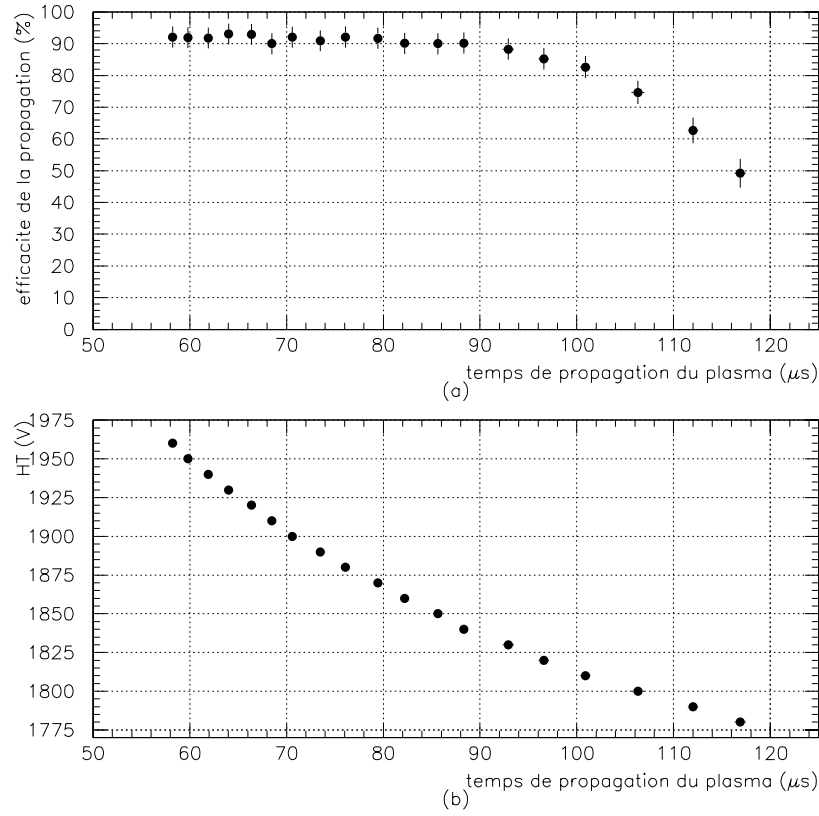 efficacite de la propagation (%)
100
90
80
70
60
50
40
30
20
10
0
50 60 70 80 90 100 110 120
temps de propagation du plasma (μs)
(a)
HT (V)
1975
1950
1925
1900
1875
1850
1825
1800
1775
50 60 70 80 90 100 110 120
temps de propagation du plasma (μs)
(b)